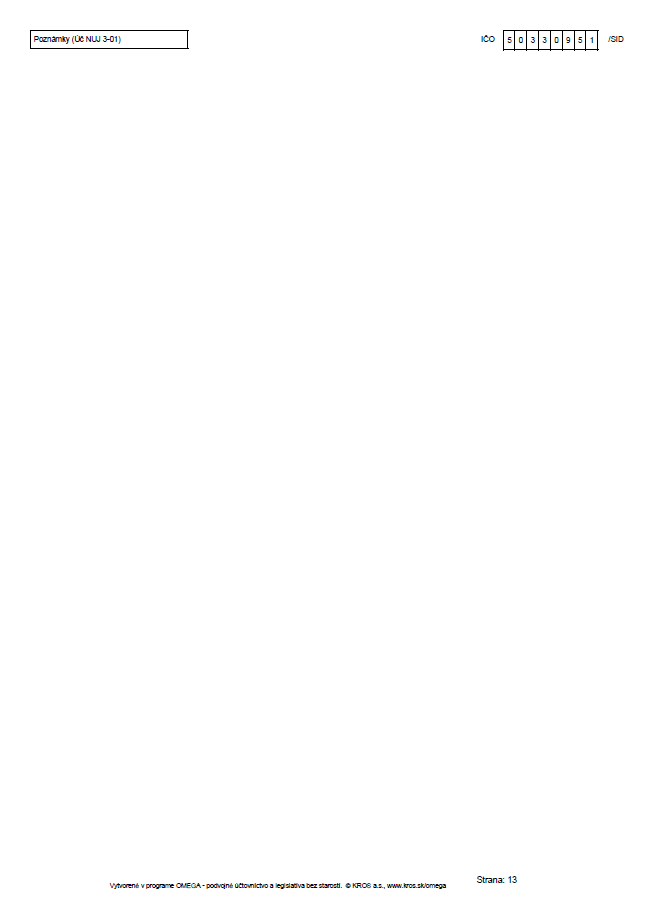 Poznámky (Úč NUJ 3-01) IČO 5 0 3 3 0 9 5 1 /SID
Strana: 13
Vytvorené v programe OMEGA - podvojné účtovníctvo a legislatíva bez starostí. © KROS a.s., www.kros.sk/omega